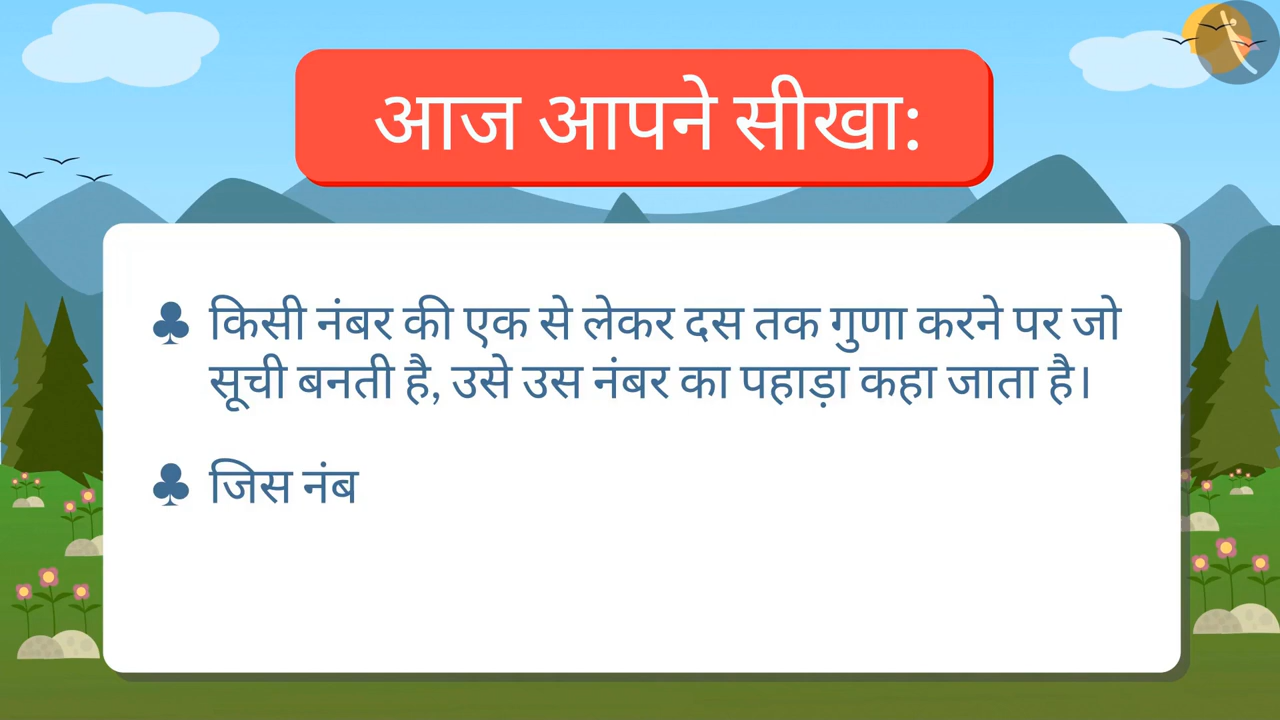 आज आपने सीखा:
♣ किसी नंबर की एक से लेकर दस तक गुणा करने पर जो
सूची बनती है, उसे उस नंबर का पहाड़ा कहा जाता है।
♣ जिस नंब